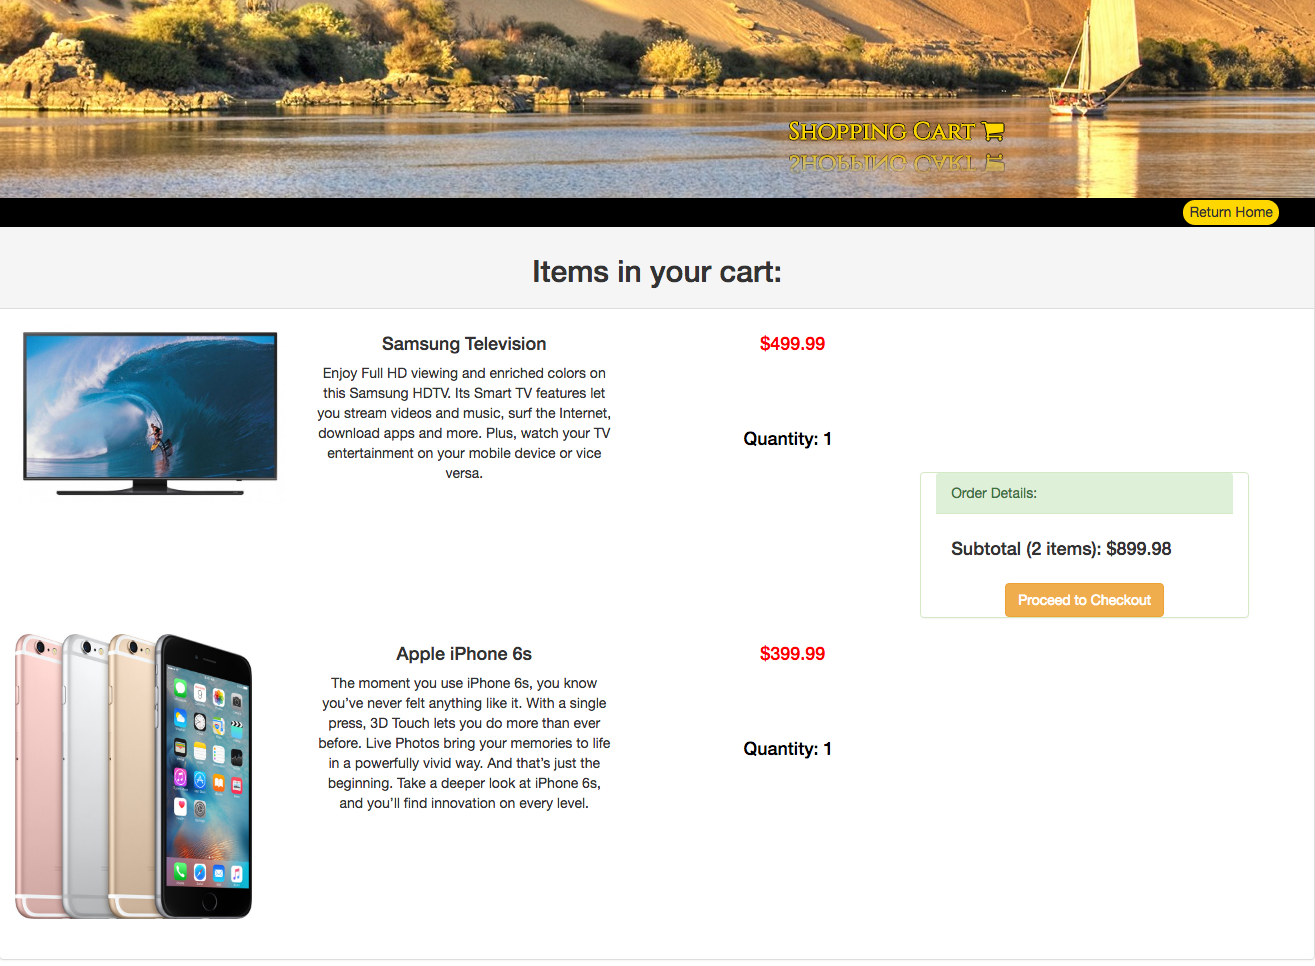 Shopping Cart
Return Home
Items in your cart:
Samsung Television
Enjoy Full HD viewing and enriched colors on
this Samsung HDTV. Its Smart TV features let
you stream videos and music, surf the Internet,
download apps and more. Plus, watch your TV
entertainment on your mobile device or vice
versa.
$499.99
Quantity: 1
Order Details:
Subtotal (2 items): $899.98
Proceed to Checkout
Apple iPhone 6s
The moment you use iPhone 6s, you know
you've never felt anything like it. With a single
press, 3D Touch lets you do more than ever
before. Live Photos bring your memories to life
in a powerfully vivid way. And that's just the
beginning. Take a deeper look at iPhone 6s,
and you'll find innovation on every level.
$399.99
Quantity: 1